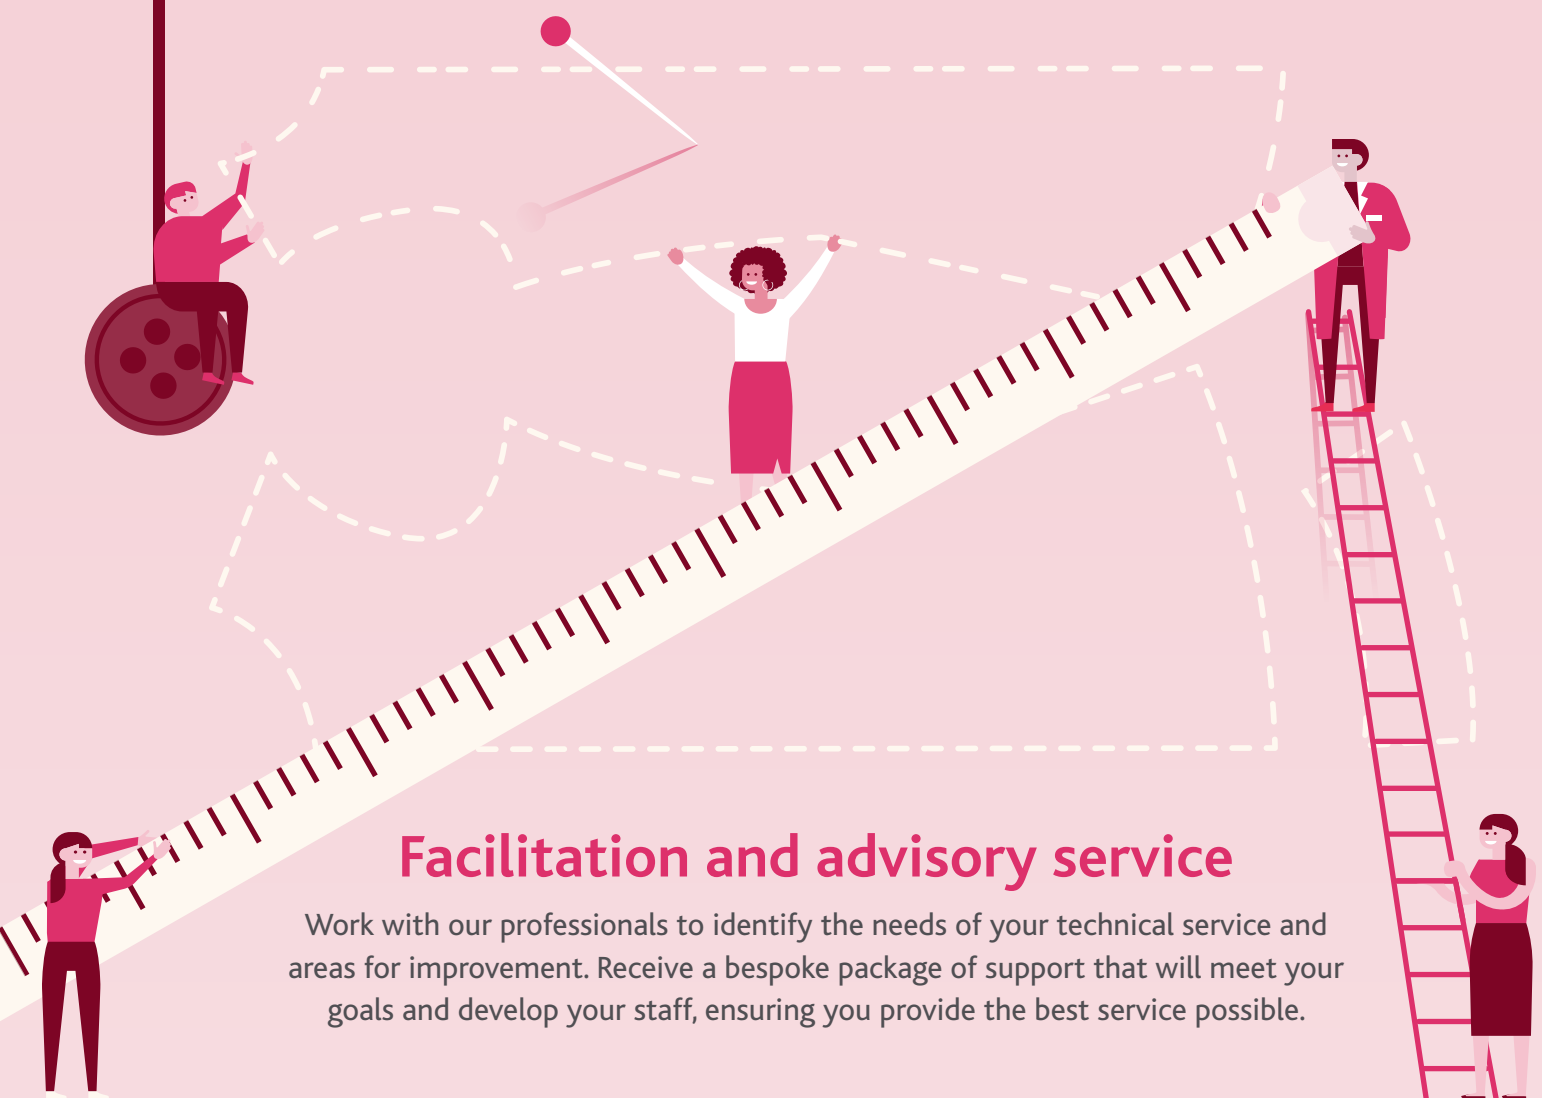 Facilitation and advisory service
Work with our professionals to identify the needs of your technical service and
areas for improvement. Receive a bespoke package of support that will meet your
goals and develop your staff, ensuring you provide the best service possible.